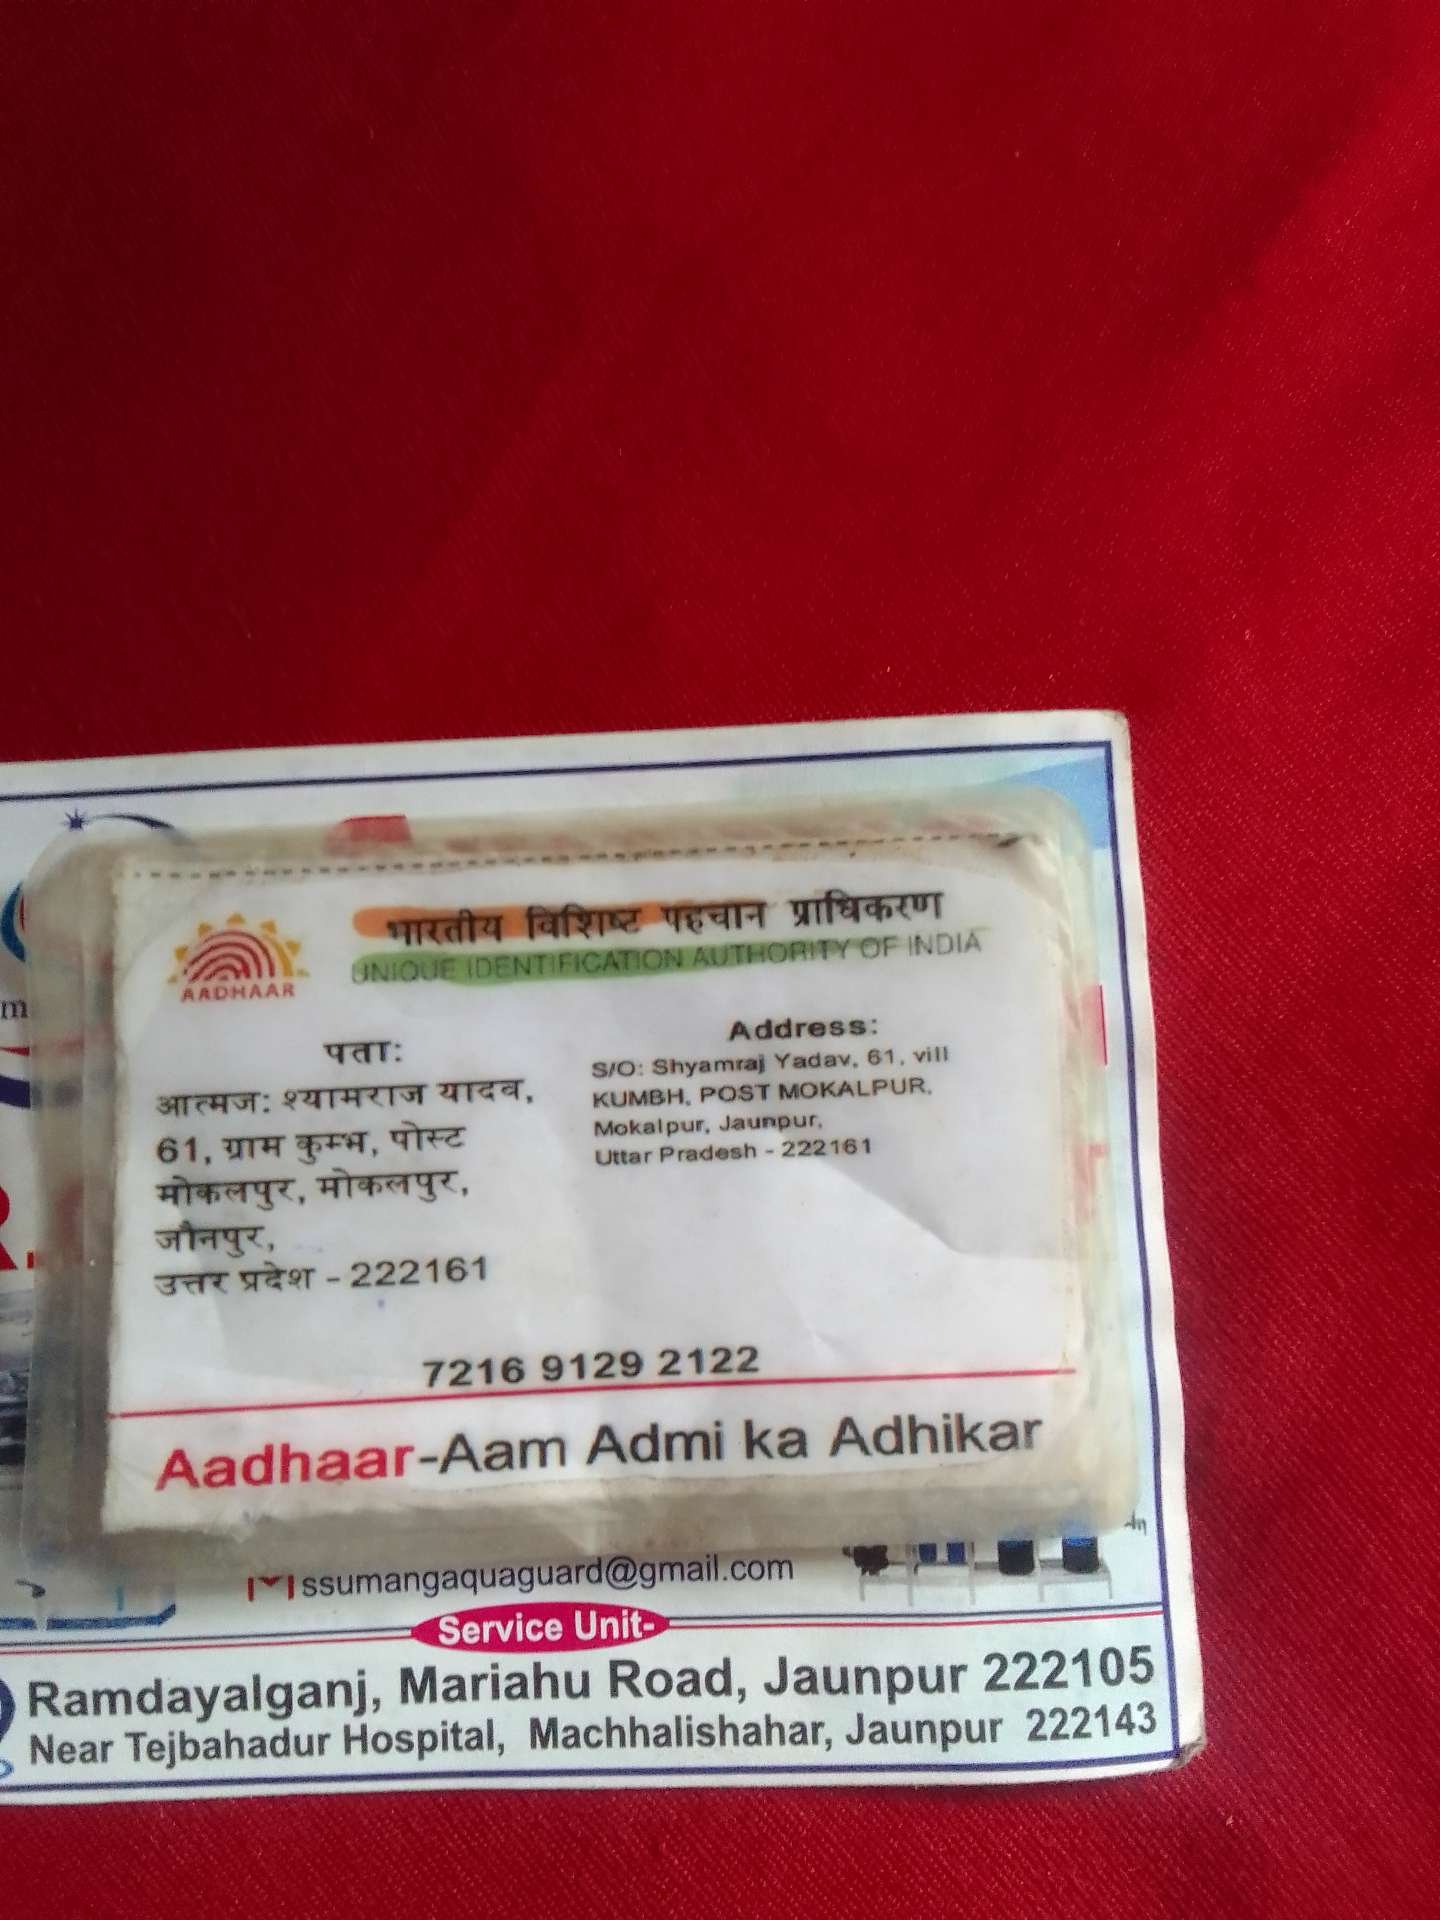 भारतीय विशिष्ट पहचान प्राधिकरण
UNIQUE IDENTIFICATION AUTHORITY OF INDIA
AADHAAR
पता:
आत्मज: श्यामराज यादव,
61, ग्राम कुम्भ, पोस्ट
मोकलपुर, मोकलपुर,
जौनपुर,
उत्तर प्रदेश - 222161
Address:
S/O: Shyamraj Yadav, 61, vill
KUMBH, POST MOKALPUR,
Mokalpur, Jaunpur,
Uttar Pradesh - 222161
7216 9129 2122
Aadhaar-Aam Admi ka Adhikar
ssumangaquaguard@gmail.com
Service Unit-
Ramdayalganj, Mariahu Road, Jaunpur 222105
Near Tejbahadur Hospital, Machhalishahar, Jaunpur 222143